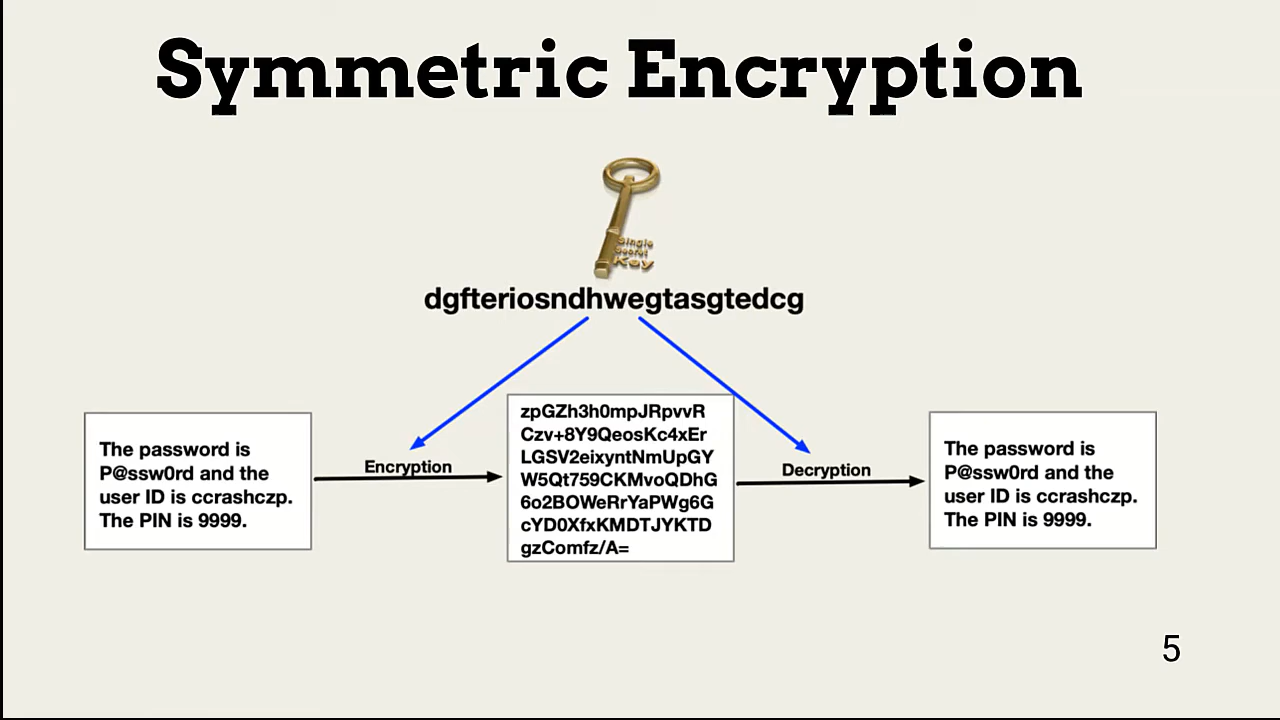 Symmetric Encryption
Single
Secret
Key
dgfteriosndhwegtasgtedcg
The password is
P@ssw0rd and the
user ID is ccrashczp.
The PIN is 9999.
Encryption
zpGZh3h0mpJRpvvR
Czv+8Y9QeosKc4xEr
LGSV2eixyntNmUpGY
W5Qt759CKMvoQDhG
6o2BOWeRrYaPWg6G
cYD0XfxKMDTJYKTD
gzComfz/A=
Decryption
The password is
P@ssw0rd and the
user ID is ccrashczp.
The PIN is 9999.
5